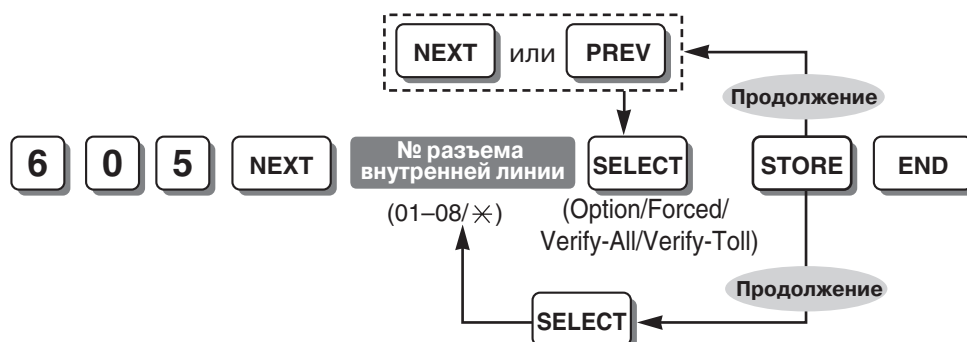 NEXT или PREV
Продолжение
6 0 5 NEXT № разъема внутренней линии SELECT STORE END
(01–08/✳)
(Option/Forced/
Verify-All/Verify-Toll)
Продолжение
SELECT